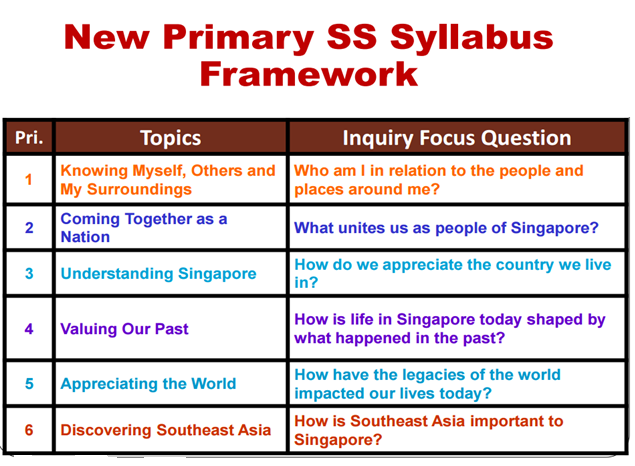 New Primary SS Syllabus
Framework
Pri.
Topics
Inquiry Focus Question
1
Knowing Myself, Others and
My Surroundings
Who am I in relation to the people and
places around me?
2
Coming Together as a
Nation
What unites us as people of Singapore?
3
Understanding Singapore
How do we appreciate the country we live
in?
4
Valuing Our Past
How is life in Singapore today shaped by
what happened in the past?
5
Appreciating the World
How have the legacies of the world
impacted our lives today?
6
Discovering Southeast Asia
How is Southeast Asia important to
Singapore?